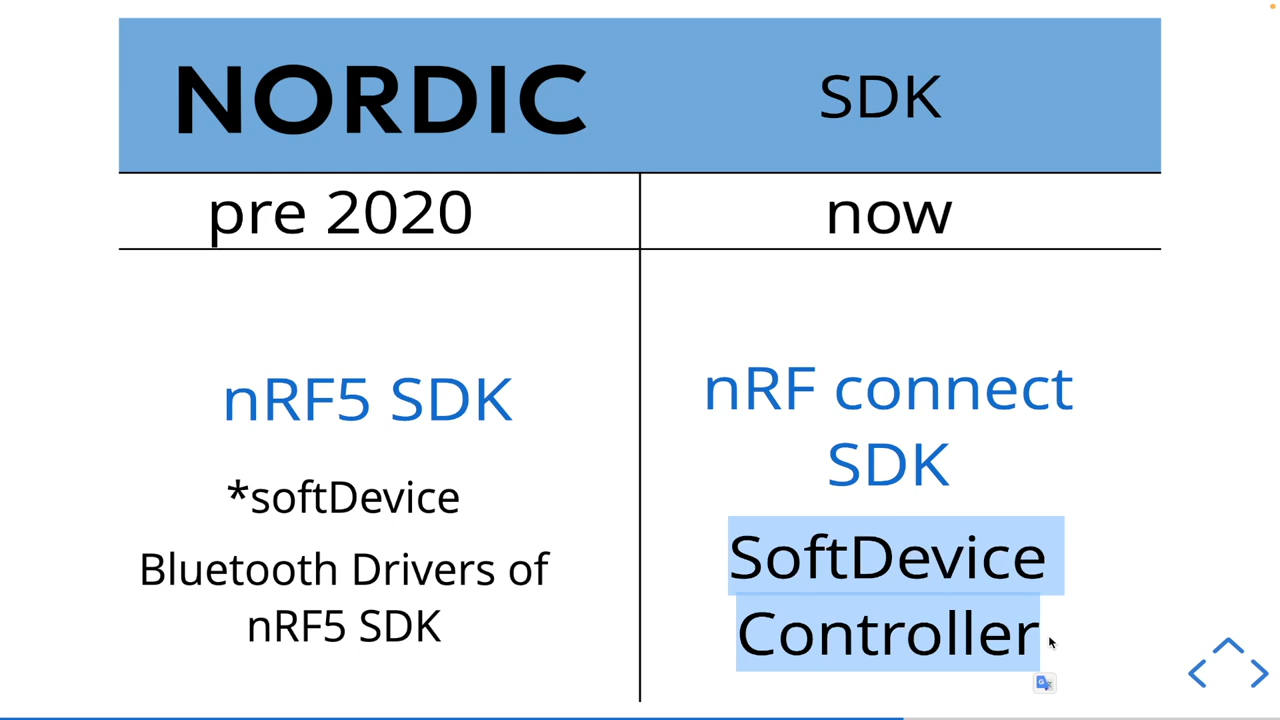 NORDIC
SDK
pre 2020
now
nRF5 SDK
*softDevice
Bluetooth Drivers of
nRF5 SDK
nRF connect
SDK
SoftDevice
Controller